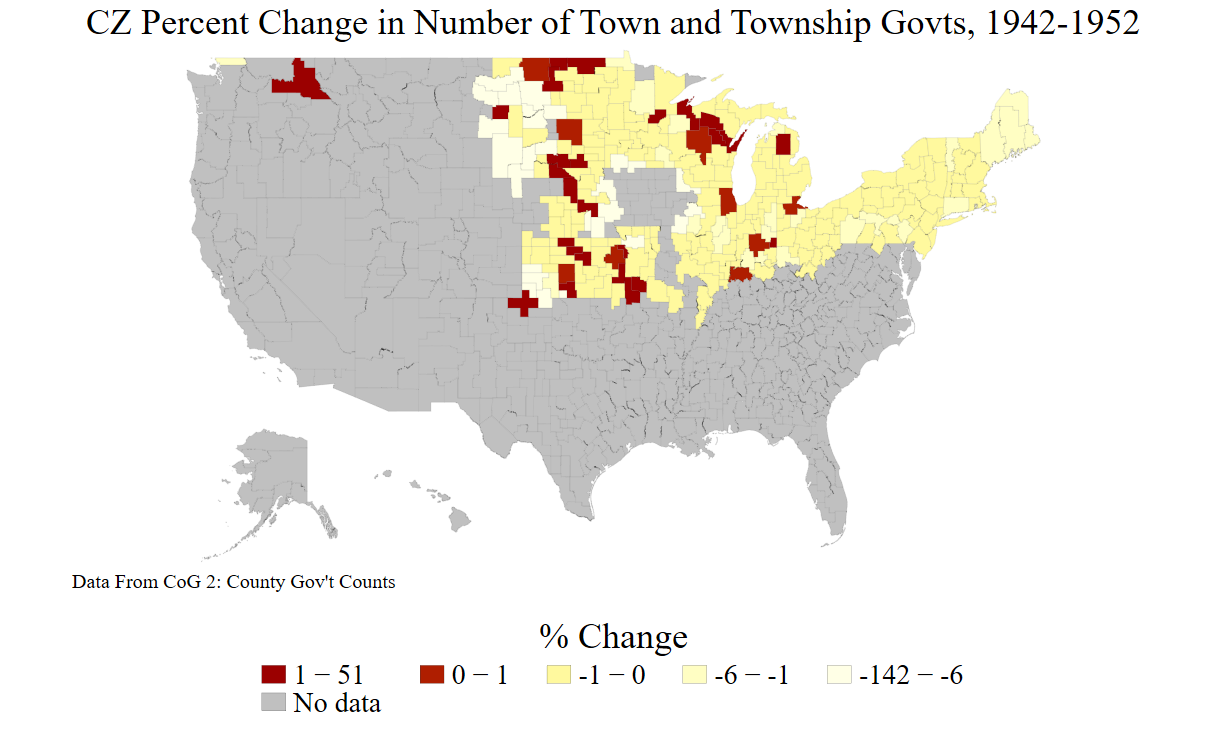 CZ Percent Change in Number of Town and Township Govts, 1942-1952
Data From CoG 2: County Gov't Counts
% Change
1 − 51 0 − 1 -1 − 0 -6 − -1 -142 − -6
No data